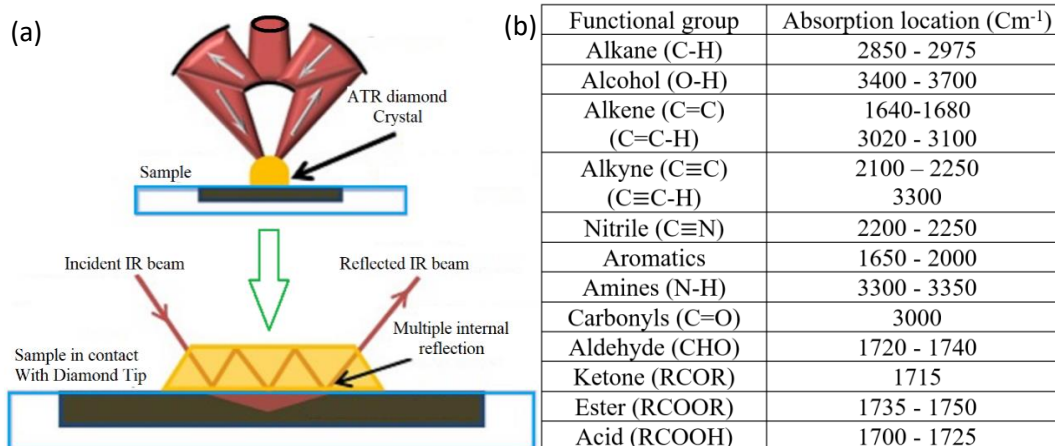 (a)
ATR diamond
Crystal
Sample
Incident IR beam
Reflected IR beam
Multiple internal
reflection
Sample in contact
With Diamond Tip
(b)
Functional group Absorption location (Cm⁻¹)
Alkane (C-H) 2850 - 2975
Alcohol (O-H) 3400 - 3700
Alkene (C=C) 1640-1680
(C=C-H) 3020 - 3100
Alkyne (C≡C) 2100 – 2250
(C≡C-H) 3300
Nitrile (C≡N) 2200 - 2250
Aromatics 1650 - 2000
Amines (N-H) 3300 - 3350
Carbonyls (C=O) 3000
Aldehyde (CHO) 1720 - 1740
Ketone (RCOR) 1715
Ester (RCOOR) 1735 - 1750
Acid (RCOOH) 1700 - 1725